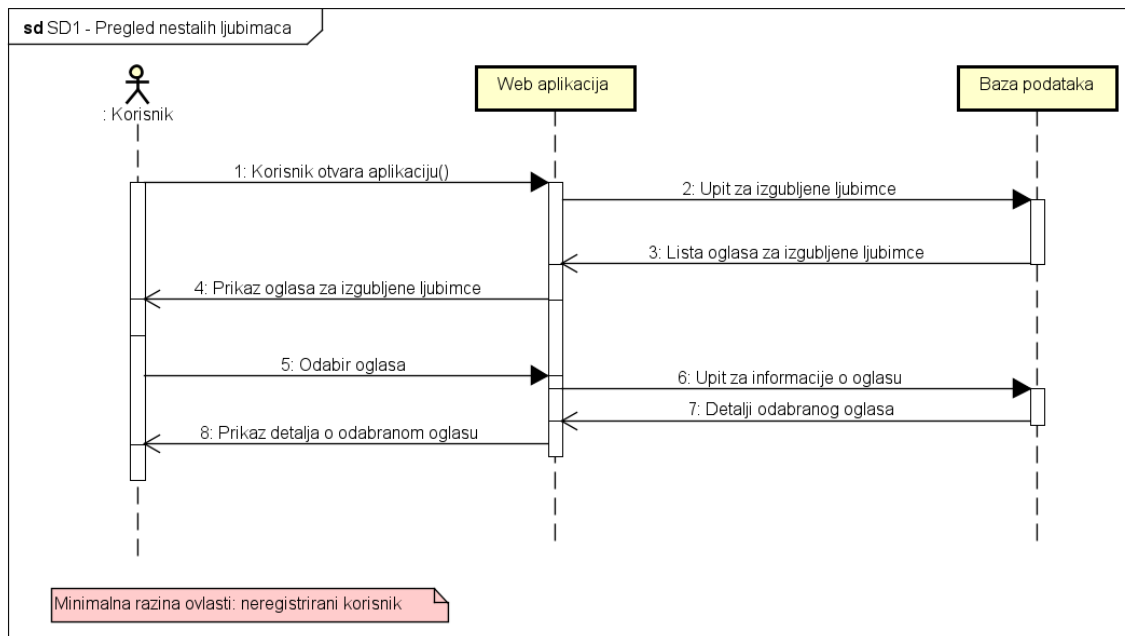 sd SD1 - Pregled nestalih ljubimaca
: Korisnik
Web aplikacija
Baza podataka
1: Korisnik otvara aplikaciju()
2: Upit za izgubljene ljubimce
3: Lista oglasa za izgubljene ljubimce
4: Prikaz oglasa za izgubljene ljubimce
5: Odabir oglasa
6: Upit za informacije o oglasu
7: Detalji odabranog oglasa
8: Prikaz detalja o odabranom oglasu
Minimalna razina ovlasti: neregistrirani korisnik